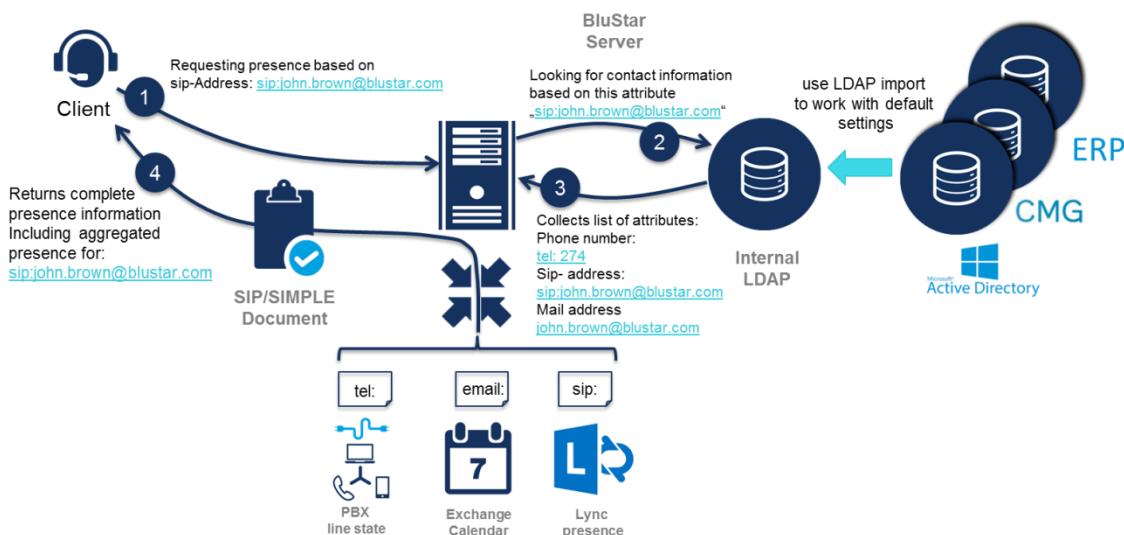 BluStar
Server
Requesting presence based on
sip-Address: sip:john.brown@blustar.com
1
Client
Looking for contact information
based on this attribute
„sip:john.brown@blustar.com“
2
use LDAP import
to work with default
settings
ERP
CMG
Microsoft®
Active Directory
3
4
Returns complete
presence information
Including aggregated
presence for:
sip:john.brown@blustar.com
Collects list of attributes:
Phone number:
tel: 274
Sip- address:
sip:john.brown@blustar.com
Mail address
john.brown@blustar.com
Internal
LDAP
SIP/SIMPLE
Document
tel:
email:
sip:
7
L
PBX
line state
Exchange
Calendar
Lync
presence